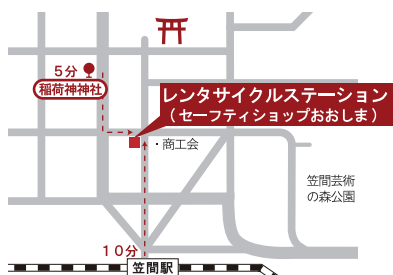 5分
稲荷神神社
レンタサイクルステーション
（セーフティショップおおしま）
・商工会
笠間芸術
の森公園
10分
笠間駅